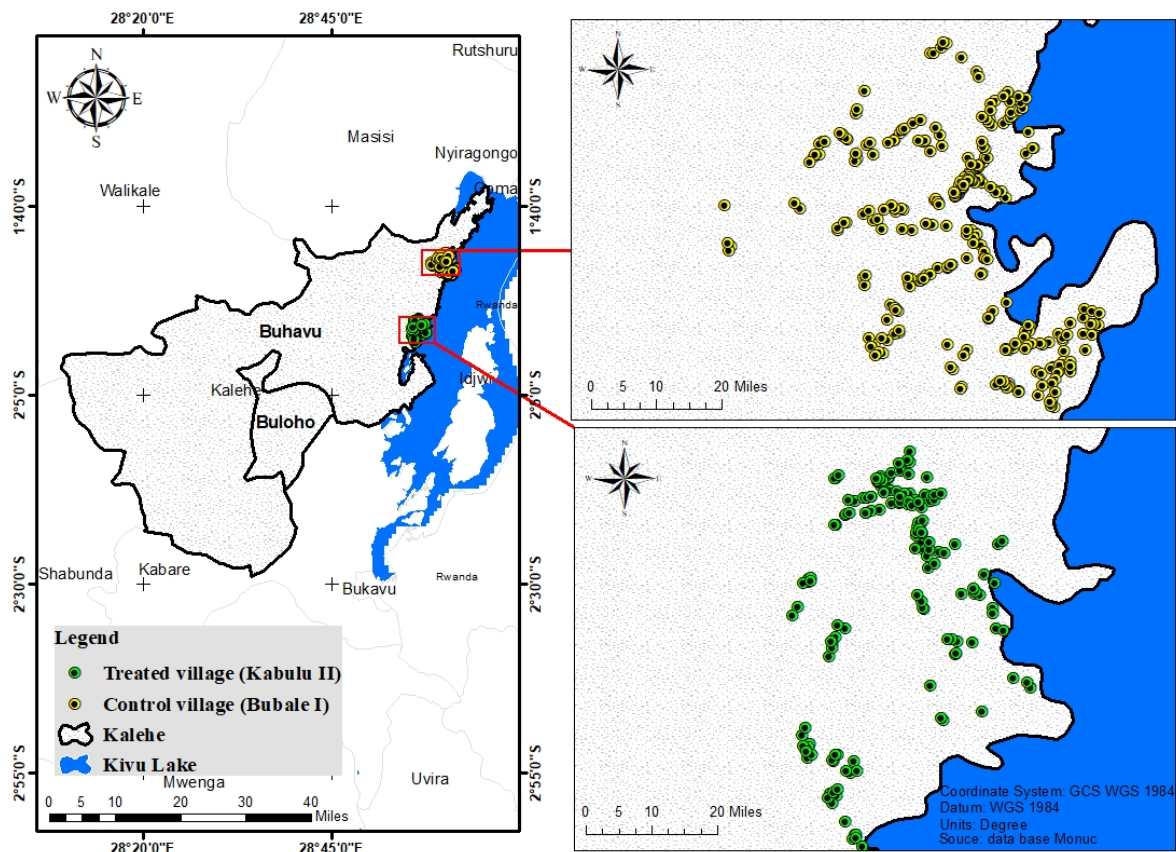 28°20'0"E 28°45'0"E
N
W E
S
Rutshuru
Masisi
Nyiragongo
Goma
Walikale
1°40'0"S 1°40'0"S
Rwanda
Buhavu
Idjwi
Kalehe
2°5'0"S 2°5'0"S
Buloho
Shabunda
Kabare
Rwanda
2°30'0"S 2°30'0"S
Bukavu
Legend
Treated village (Kabulu II)
Control village (Bubale I)
Kalehe
Kivu Lake
Mwenga
Uvira
2°55'0"S 2°55'0"S
0 5 10 20 30 40
Miles
28°20'0"E 28°45'0"E
N
W E
S
0 5 10 20 Miles
N
W E
S
0 5 10 20 Miles
Coordinate System: GCS WGS 1984
Datum: WGS 1984
Units: Degree
Souce: data base Monuc